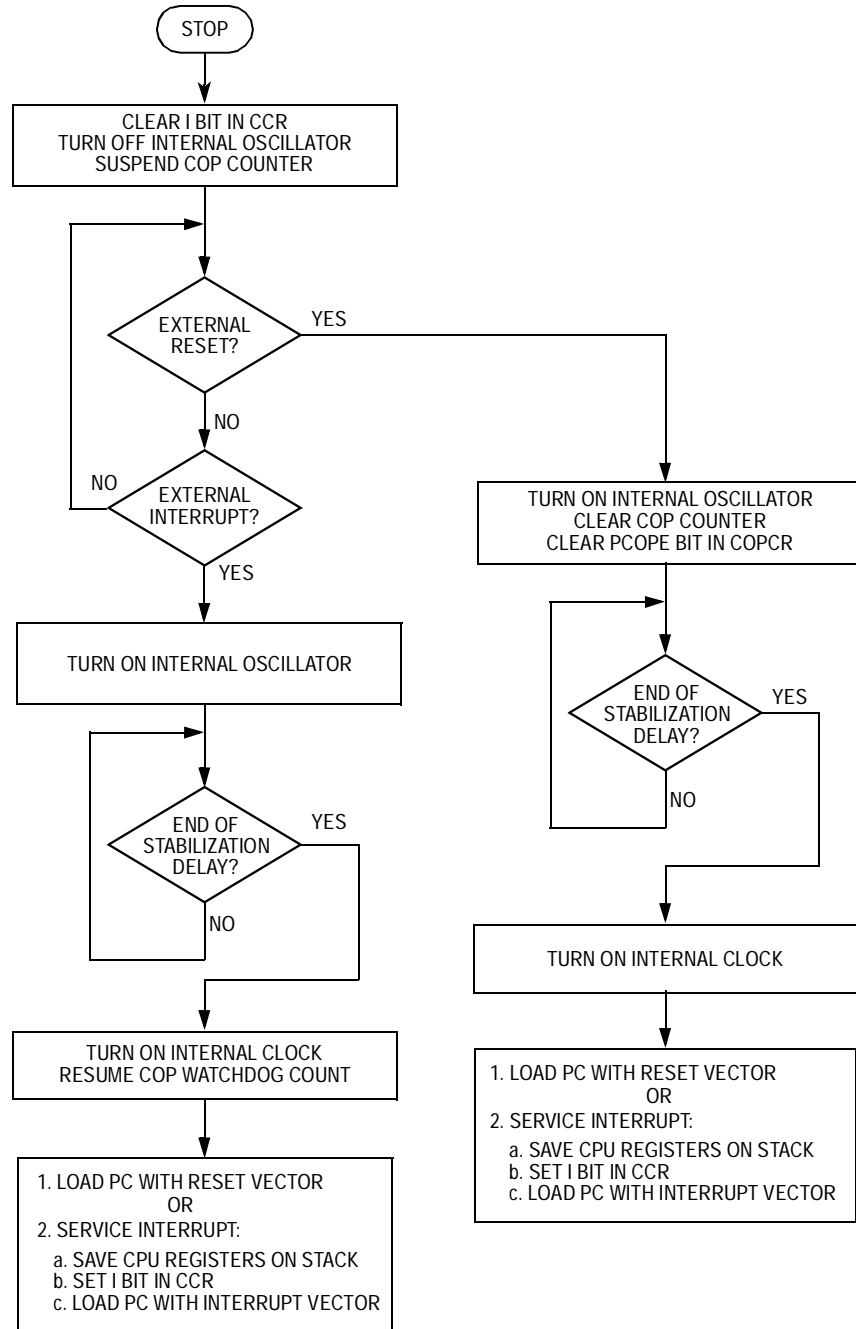 STOP
CLEAR I BIT IN CCR
TURN OFF INTERNAL OSCILLATOR
SUSPEND COP COUNTER
EXTERNAL
RESET?
YES
NO
EXTERNAL
INTERRUPT?
NO
YES
TURN ON INTERNAL OSCILLATOR
END OF
STABILIZATION
DELAY?
YES
NO
TURN ON INTERNAL CLOCK
RESUME COP WATCHDOG COUNT
1. LOAD PC WITH RESET VECTOR
OR
2. SERVICE INTERRUPT:
a. SAVE CPU REGISTERS ON STACK
b. SET I BIT IN CCR
c. LOAD PC WITH INTERRUPT VECTOR
TURN ON INTERNAL OSCILLATOR
CLEAR COP COUNTER
CLEAR PCOPE BIT IN COPCR
END OF
STABILIZATION
DELAY?
YES
NO
TURN ON INTERNAL CLOCK
1. LOAD PC WITH RESET VECTOR
OR
2. SERVICE INTERRUPT:
a. SAVE CPU REGISTERS ON STACK
b. SET I BIT IN CCR
c. LOAD PC WITH INTERRUPT VECTOR